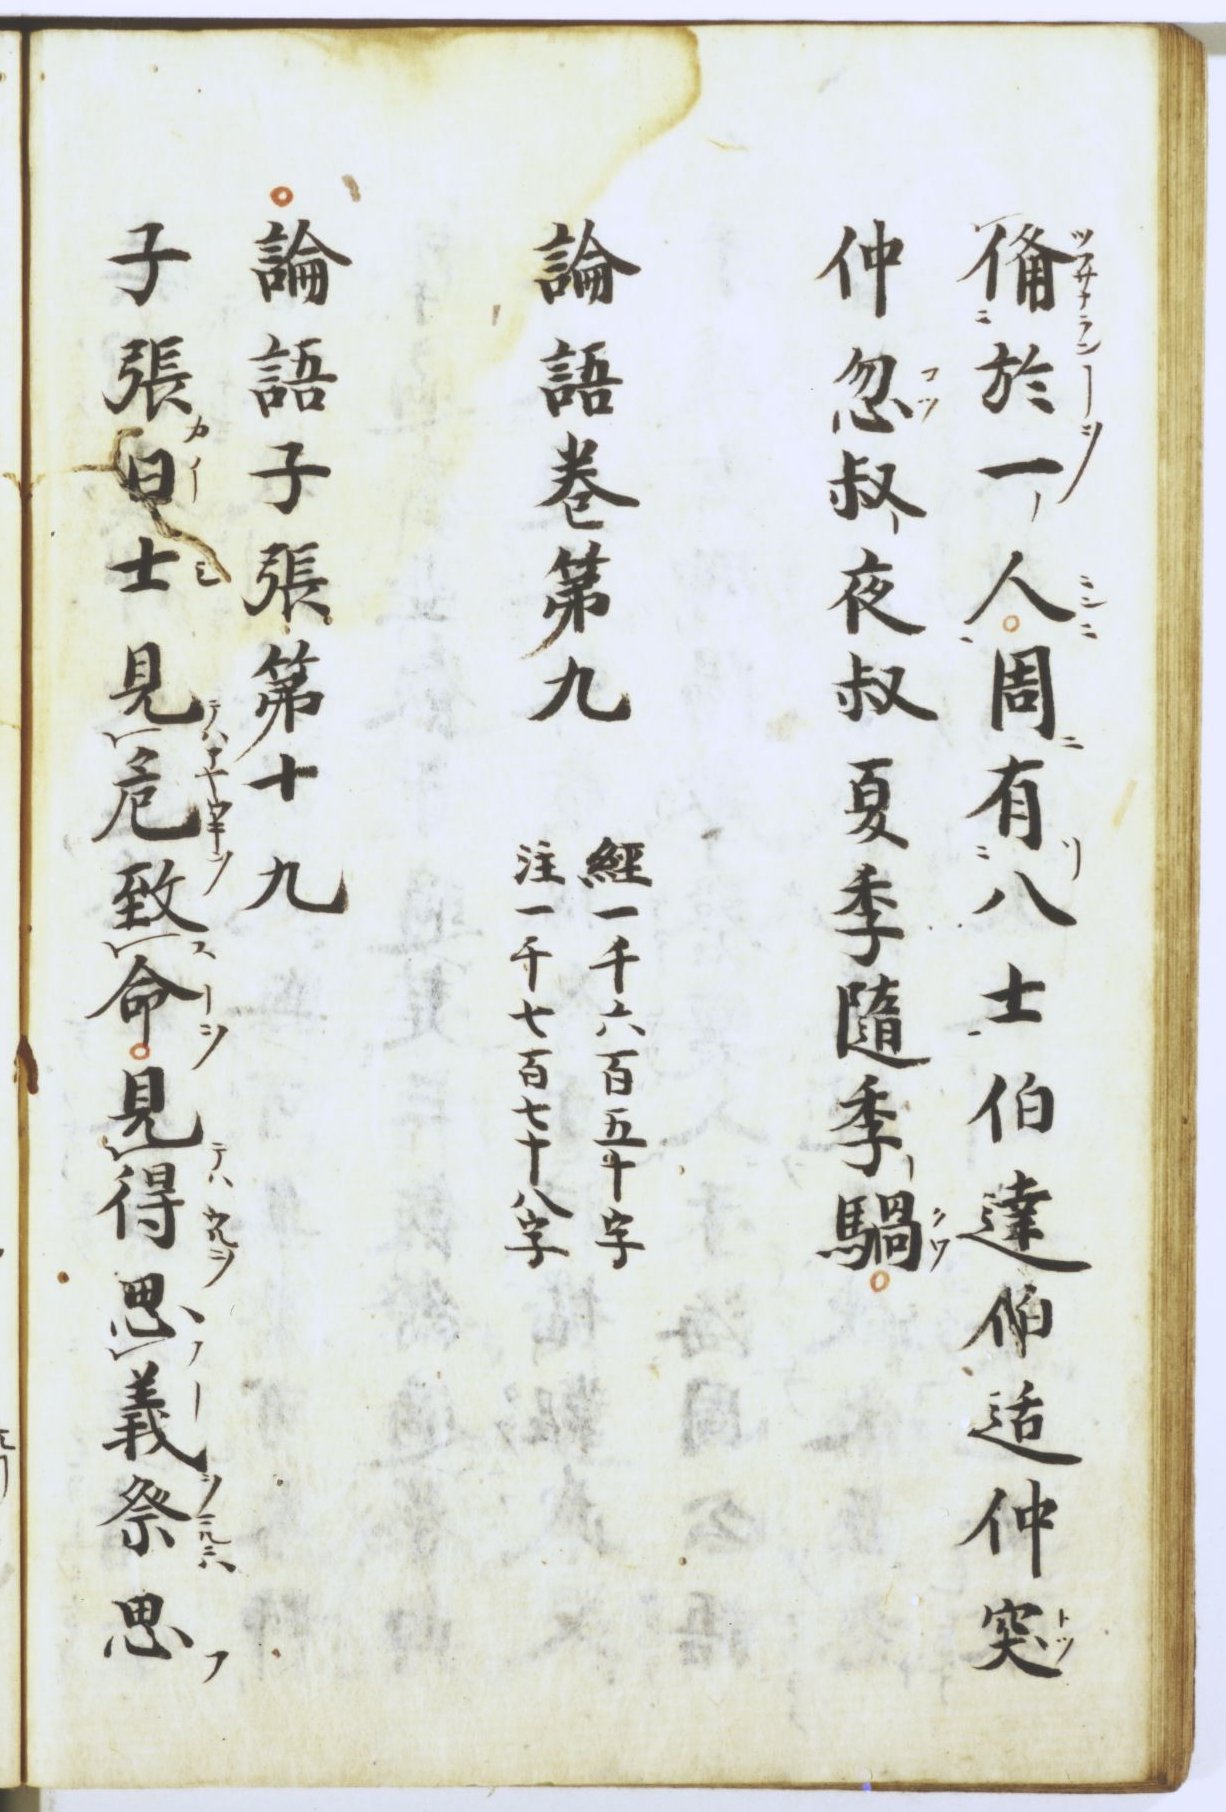 備於一人周有八士伯達伯适仲突
仲忽叔夜叔夏季隨季騧
論語巻第九
經一千六百五十字
注一千七百七十八字
論語子張第十九
子張曰士見危致命見得思義祭思